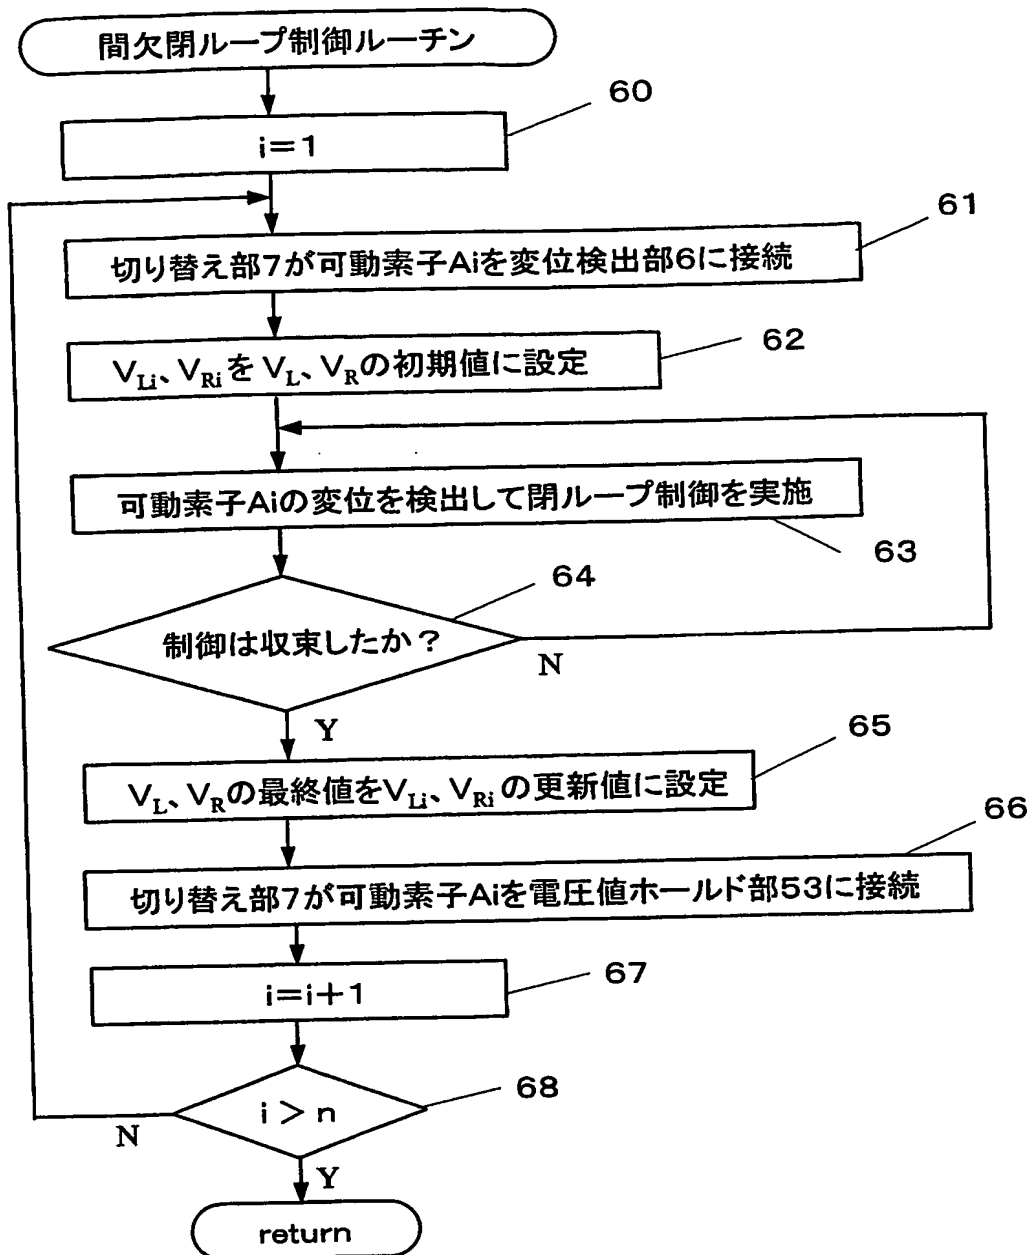 間欠閉ループ制御ルーチン
60
i=1
61
切り替え部7が可動素子Aiを変位検出部6に接続
62
VLi、VRiを VL、VRの初期値に設定
可動素子Aiの変位を検出して閉ループ制御を実施
63
64
制御は収束したか？
N
Y
65
VL、VRの最終値をVLi、VRi の更新値に設定
66
切り替え部7が可動素子Aiを電圧値ホールド部53に接続
67
i=i+1
68
i > n
N
Y
return